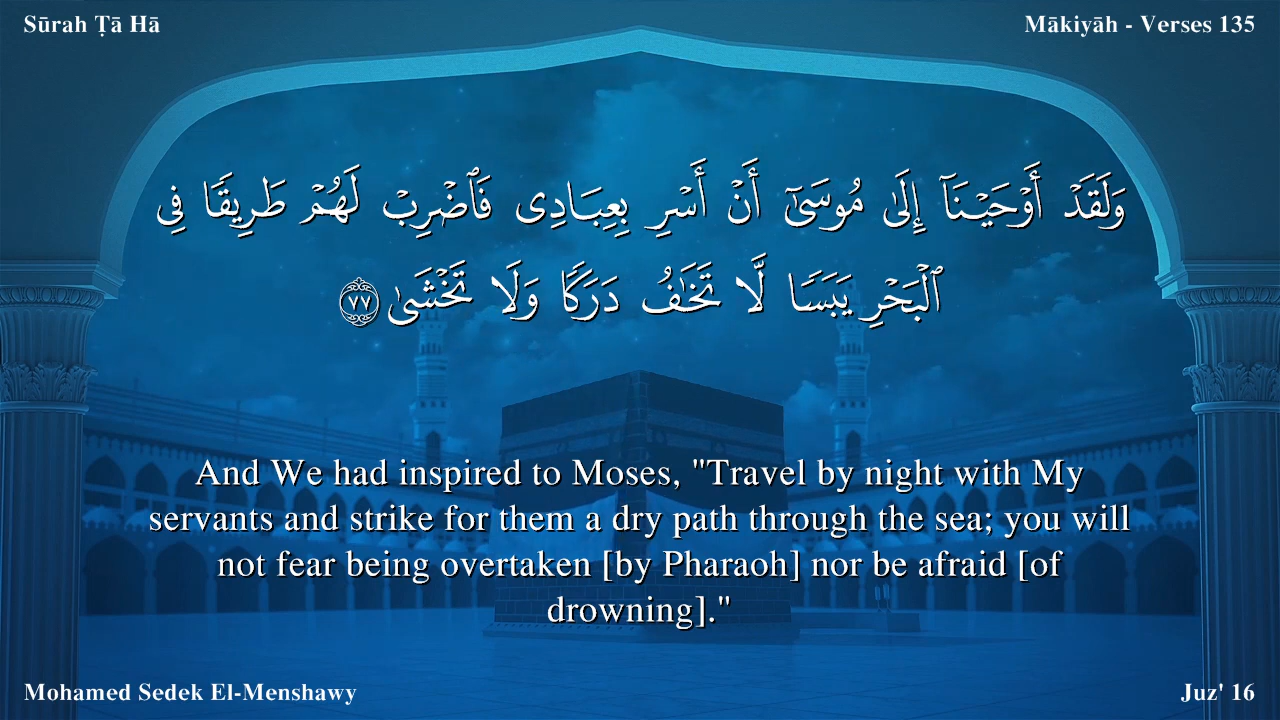 Sūrah Ṭā Hā
Mākiyāh - Verses 135
وَلَقَدْ أَوْحَيْنَآ إِلَىٰ مُوسَىٰٓ أَنْ أَسْرِ بِعِبَادِى فَٱضْرِبْ لَهُمْ طَرِيقًا فِى
ٱلْبَحْرِ يَبَسًا لَّا تَخَـٰفُ دَرَكًا وَلَا تَخْشَىٰ ٧٧
And We had inspired to Moses, "Travel by night with My
servants and strike for them a dry path through the sea; you will
not fear being overtaken [by Pharaoh] nor be afraid [of
drowning]."
Mohamed Sedek El-Menshawy
Juz' 16